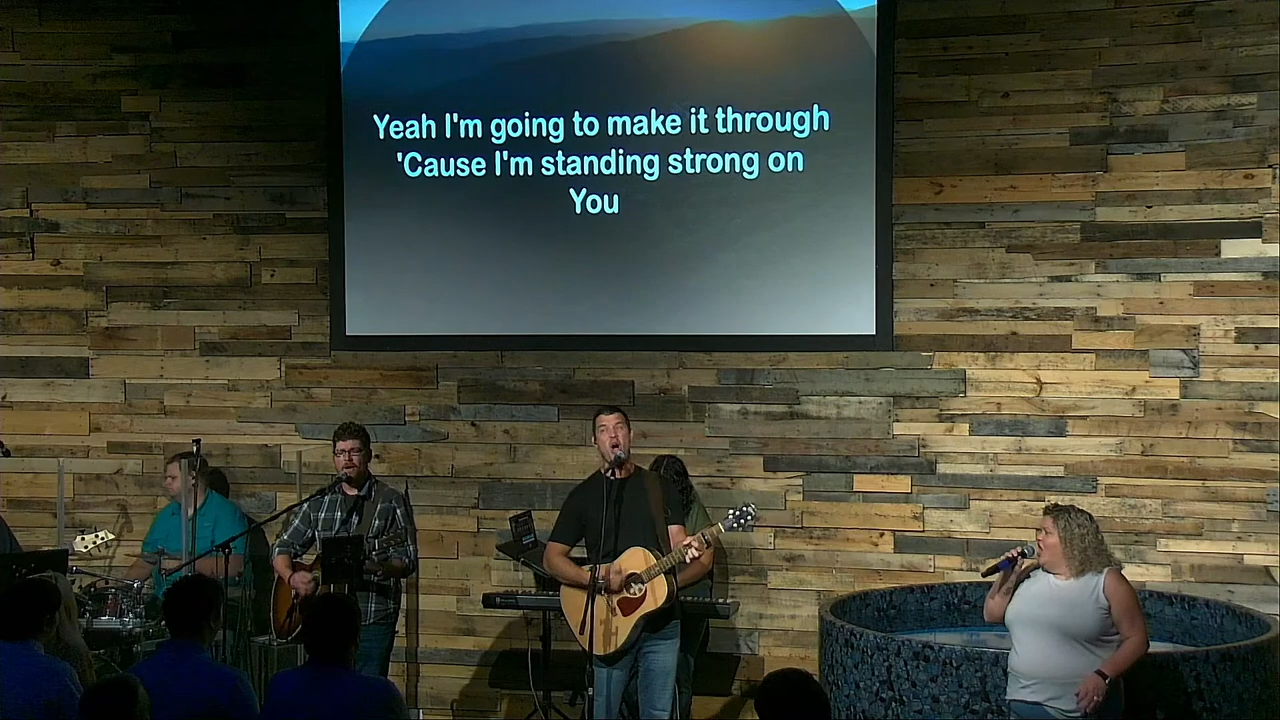 Yeah I'm going to make it through
'Cause I'm standing strong on
You